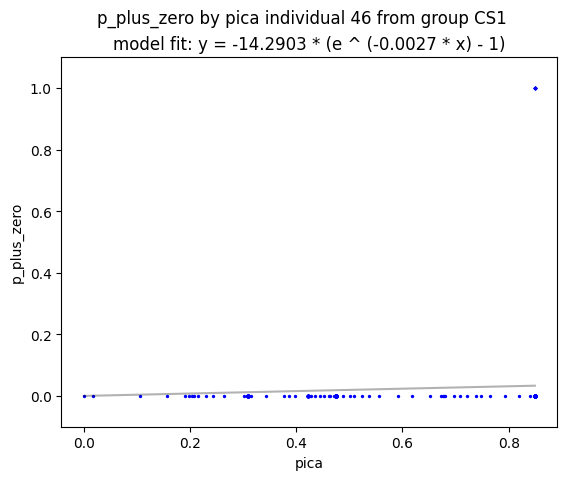 p_plus_zero by pica individual 46 from group CS1
model fit: y = -14.2903 * (e ^ (-0.0027 * x) - 1)
1.0
0.8
0.6
0.4
0.2
0.0
p_plus_zero
0.0 0.2 0.4 0.6 0.8
pica